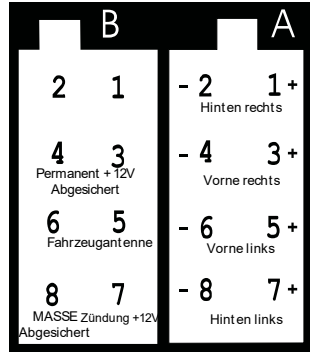 B
A
2 1
- 2 1 +
Hinten rechts
4 3
Permanent + 12V
Abgesichert
- 4 3 +
Vorne rechts
6 5
Fahrzeugantenne
- 6 5 +
Vorne links
8 7
MASSE Zündung +12V
Abgesichert
- 8 7 +
Hinten links